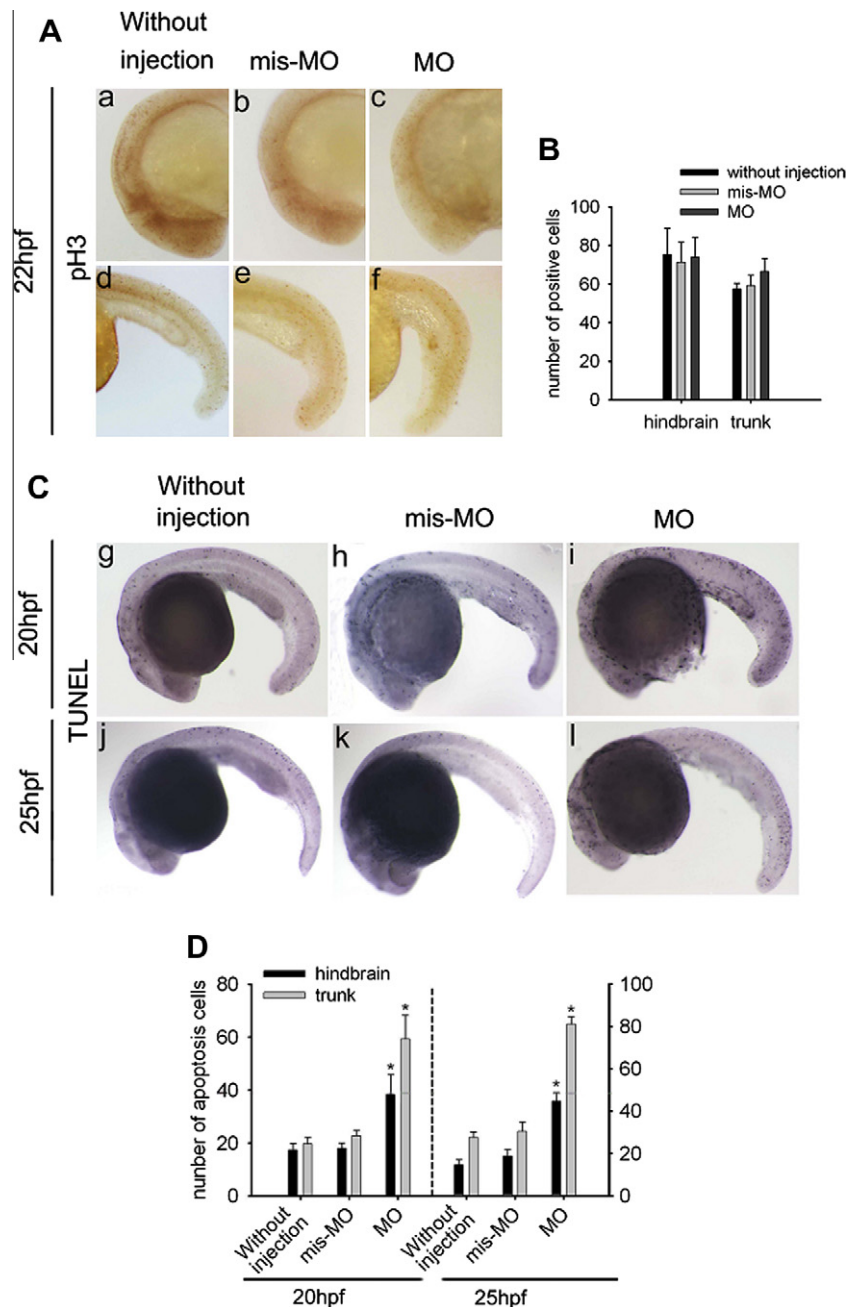 A
Without
injection
mis-MO
MO
a
b
c
22hpf
pH3
d
e
f
B
without injection
mis-MO
MO
number of positive cells
100
80
60
40
20
0
hindbrain
trunk
C
Without
injection
mis-MO
MO
g
h
i
20hpf
TUNEL
j
k
l
25hpf
D
hindbrain
trunk
nunber of apoptosis cells
80
60
40
20
0
*
*
*
*
100
80
60
40
20
0
Without
injection
mis-MO
MO
Without
injection
mis-MO
MO
20hpf
25hpf